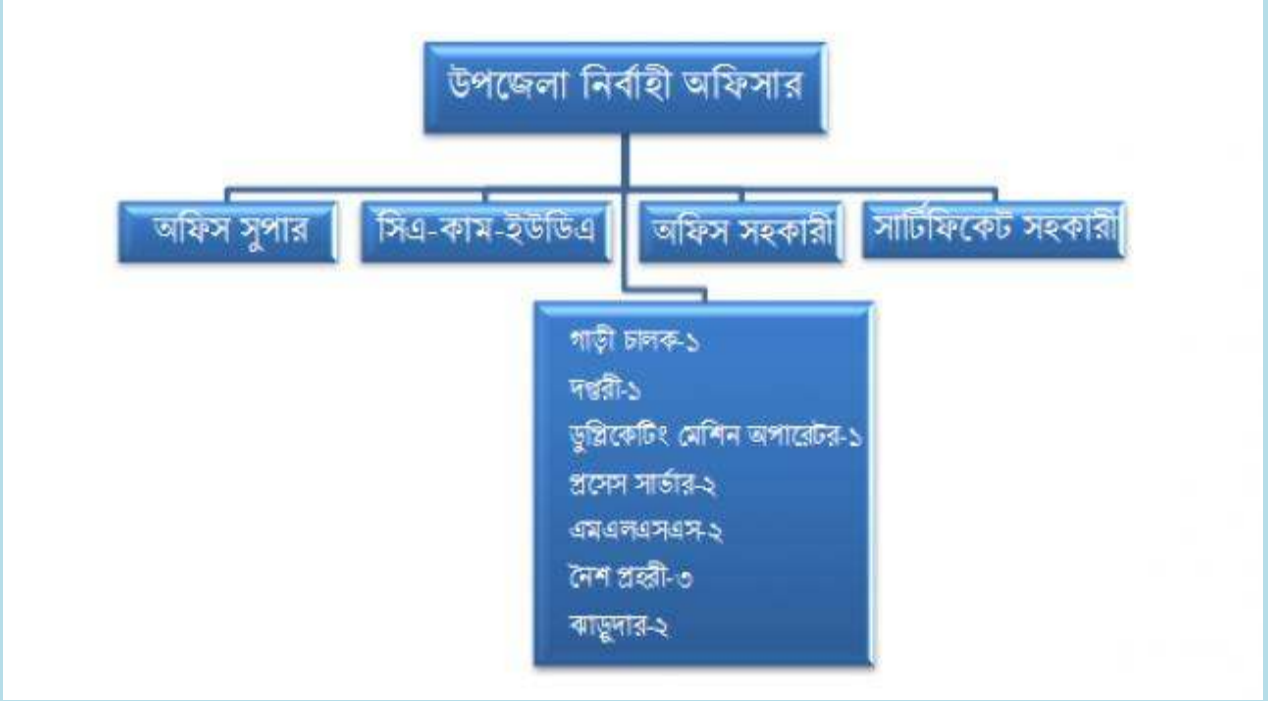 উপজেলা নির্বাহী অফিসার
অফিস সুপার
সিএ-কাম-ইউডিএ
অফিস সহকারী
সার্টিফিকেট সহকারী
গাড়ী চালক-১
দপ্তরী-১
ডুপ্লিকেটিং মেশিন অপারেটর-১
প্রসেস সার্ভার-২
এমএলএসএস-২
নৈশ প্রহরী-৩
ঝাড়ুদার-২